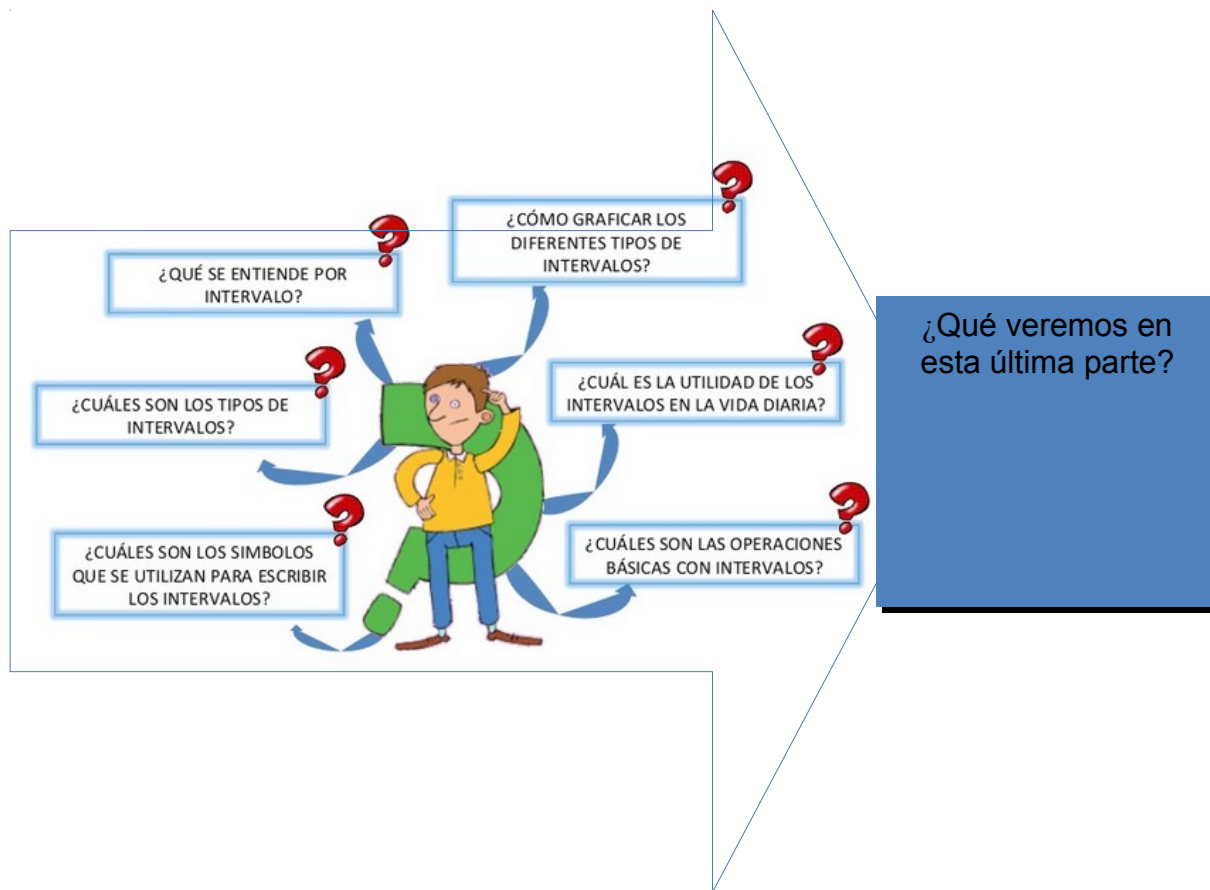 ¿CÓMO GRAFICAR LOS
DIFERENTES TIPOS DE
INTERVALOS?
¿QUÉ SE ENTIENDE POR
INTERVALO?
¿CUÁL ES LA UTILIDAD DE LOS
INTERVALOS EN LA VIDA DIARIA?
¿CUÁLES SON LOS TIPOS DE
INTERVALOS?
¿CUÁLES SON LAS OPERACIONES
BÁSICAS CON INTERVALOS?
¿CUÁLES SON LOS SIMBOLOS
QUE SE UTILIZAN PARA ESCRIBIR
LOS INTERVALOS?
¿Qué veremos en
esta última parte?